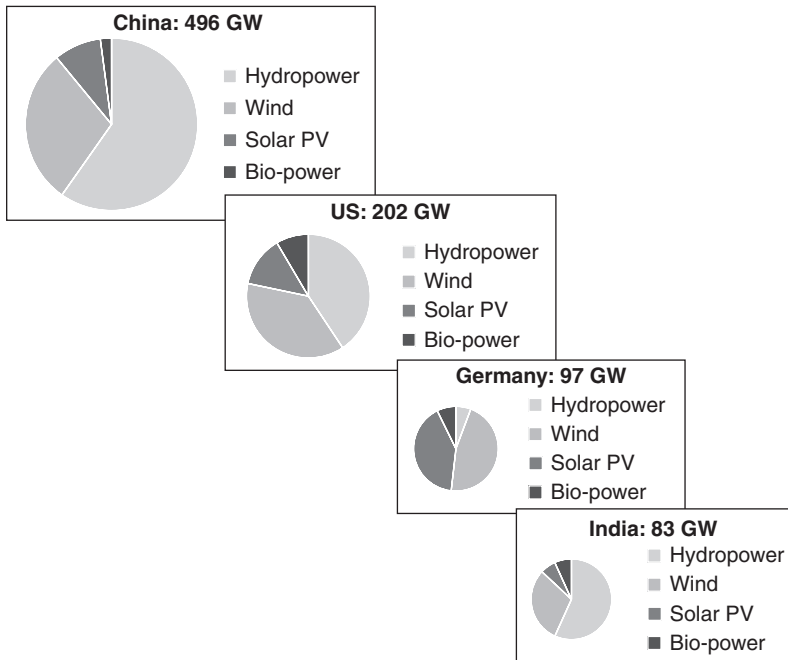 China: 496 GW
Hydropower
Wind
Solar PV
Bio-power
US: 202 GW
Hydropower
Wind
Solar PV
Bio-power
Germany: 97 GW
Hydropower
Wind
Solar PV
Bio-power
India: 83 GW
Hydropower
Wind
Solar PV
Bio-power